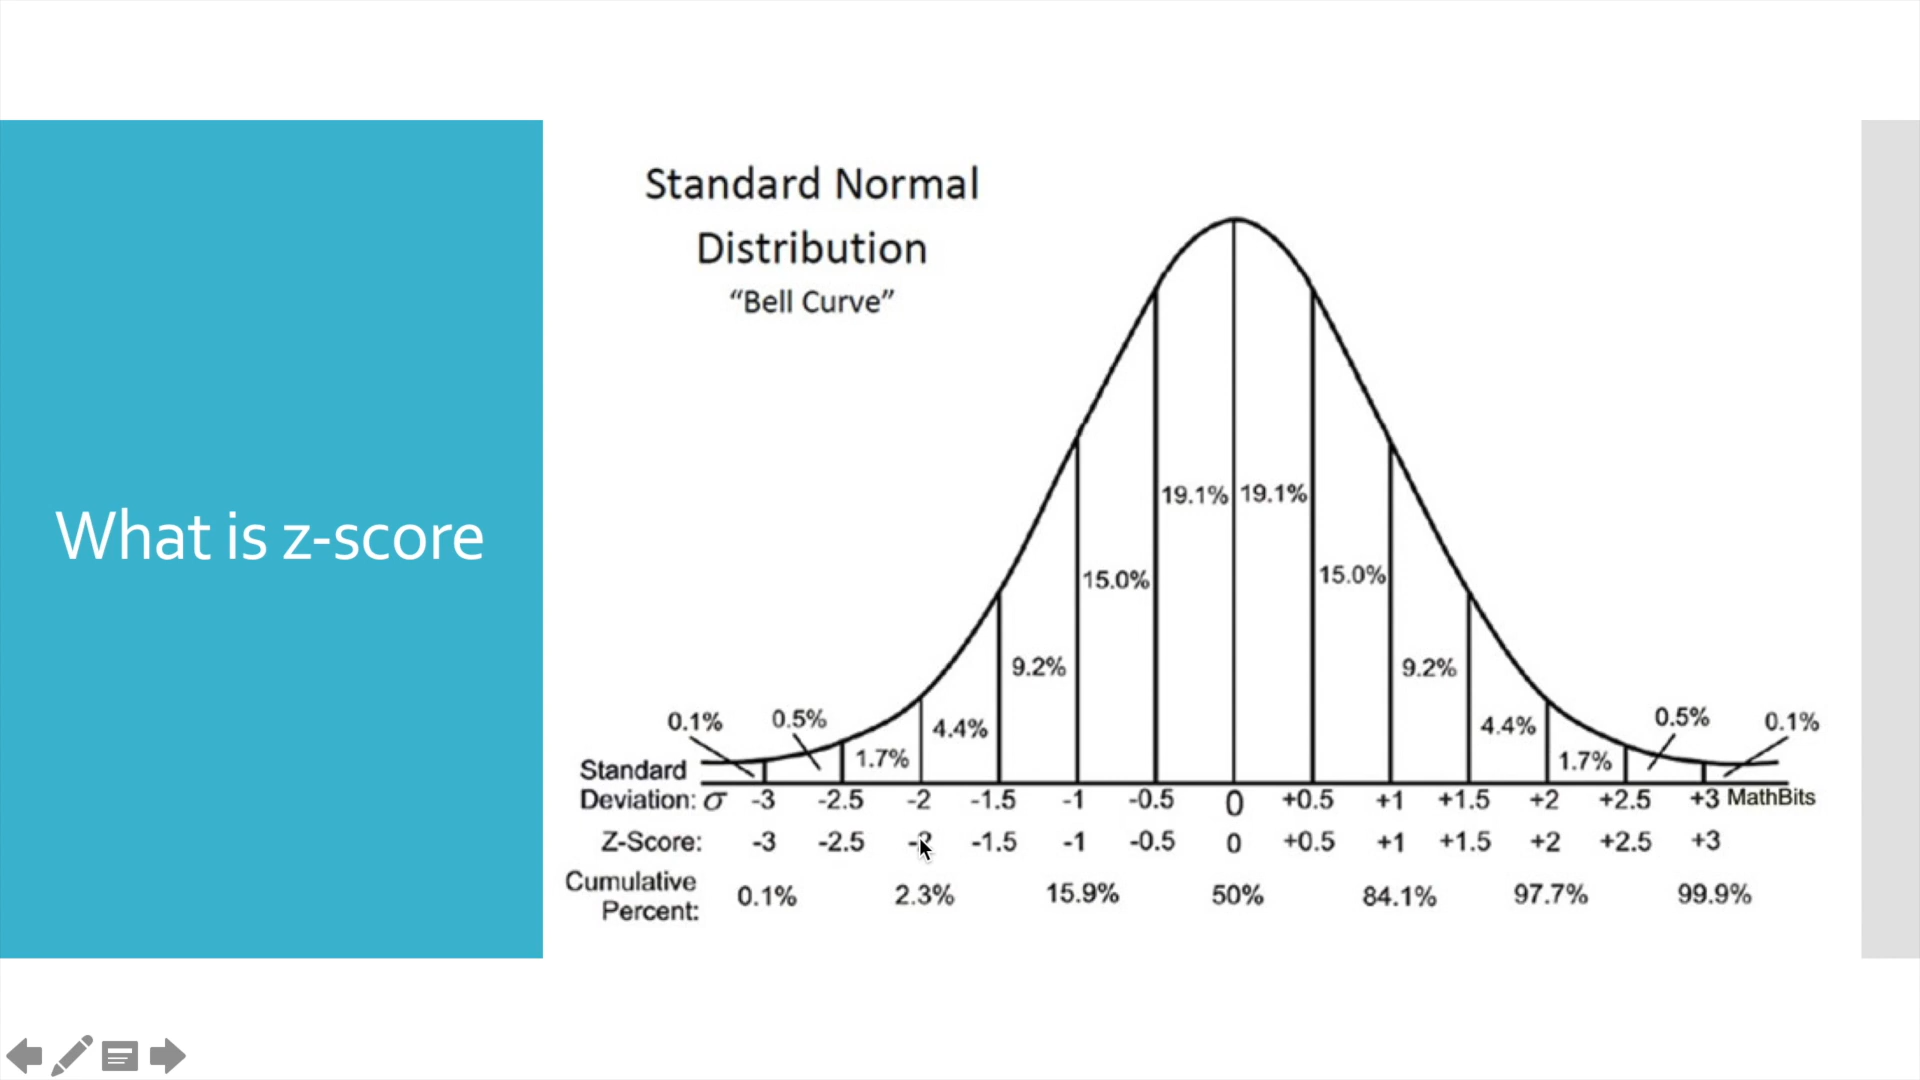 What is z-score
Standard Normal
Distribution
“Bell Curve”
19.1% 19.1%
15.0% 15.0%
9.2% 9.2%
0.1% 0.5% 4.4% 4.4% 0.5% 0.1%
1.7% 1.7%
Standard
Deviation: σ -3 -2.5 -2 -1.5 -1 -0.5 0 +0.5 +1 +1.5 +2 +2.5 +3 MathBits
Z-Score: -3 -2.5 -2 -1.5 -1 -0.5 0 +0.5 +1 +1.5 +2 +2.5 +3
Cumulative
Percent: 0.1% 2.3% 15.9% 50% 84.1% 97.7% 99.9%